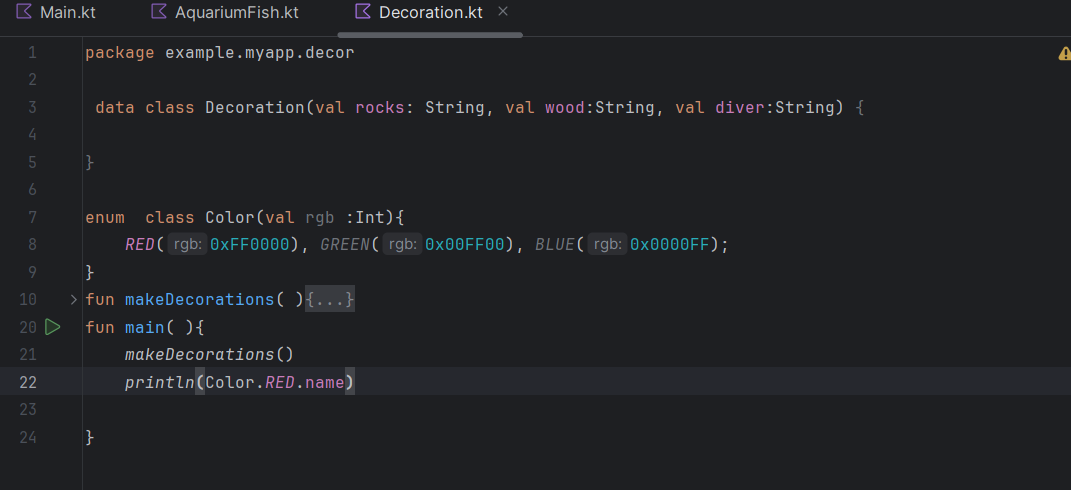 Main.kt AquariumFish.kt Decoration.kt
1 package example.myapp.decor
2
3 data class Decoration(val rocks: String, val wood:String, val diver:String) {
4
5 }
6
7 enum  class Color(val rgb :Int){
8 RED( rgb: 0xFF0000), GREEN( rgb: 0x00FF00), BLUE( rgb: 0x0000FF);
9 }
10 fun makeDecorations( ){...}
20 fun main( ){
21 makeDecorations()
22 println(Color.RED.name)
23
24 }